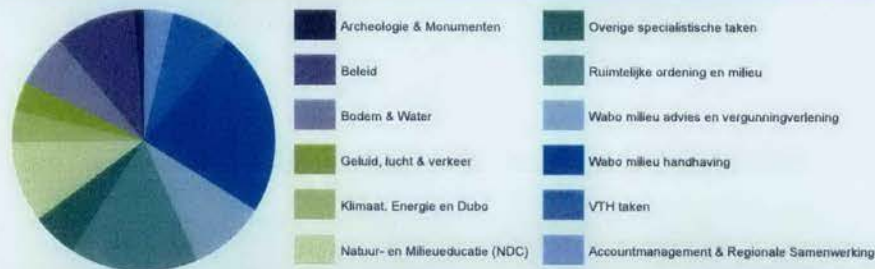 Archeologie & Monumenten
Beleid
Bodem & Water
Geluid, lucht & verkeer
Klimaat, Energie en Dubo
Natuur- en Milieueducatie (NDC)
Overige specialistische taken
Ruimtelijke ordening en milieu
Wabo milieu advies en vergunningverlening
Wabo milieu handhaving
VTH taken
Accountmanagement & Regionale Samenwerking